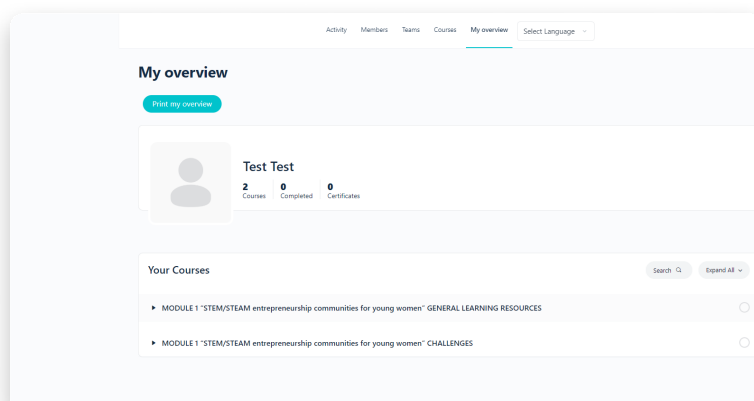 Activity Members Teams Courses My overview Select Language
My overview
Print my overview
Test Test
2 0 0
Courses Completed Certificates
Your Courses Search Expand All
MODULE 1 "STEM/STEAM entrepreneurship communities for young women" GENERAL LEARNING RESOURCES
MODULE 1 "STEM/STEAM entrepreneurship communities for young women" CHALLENGES